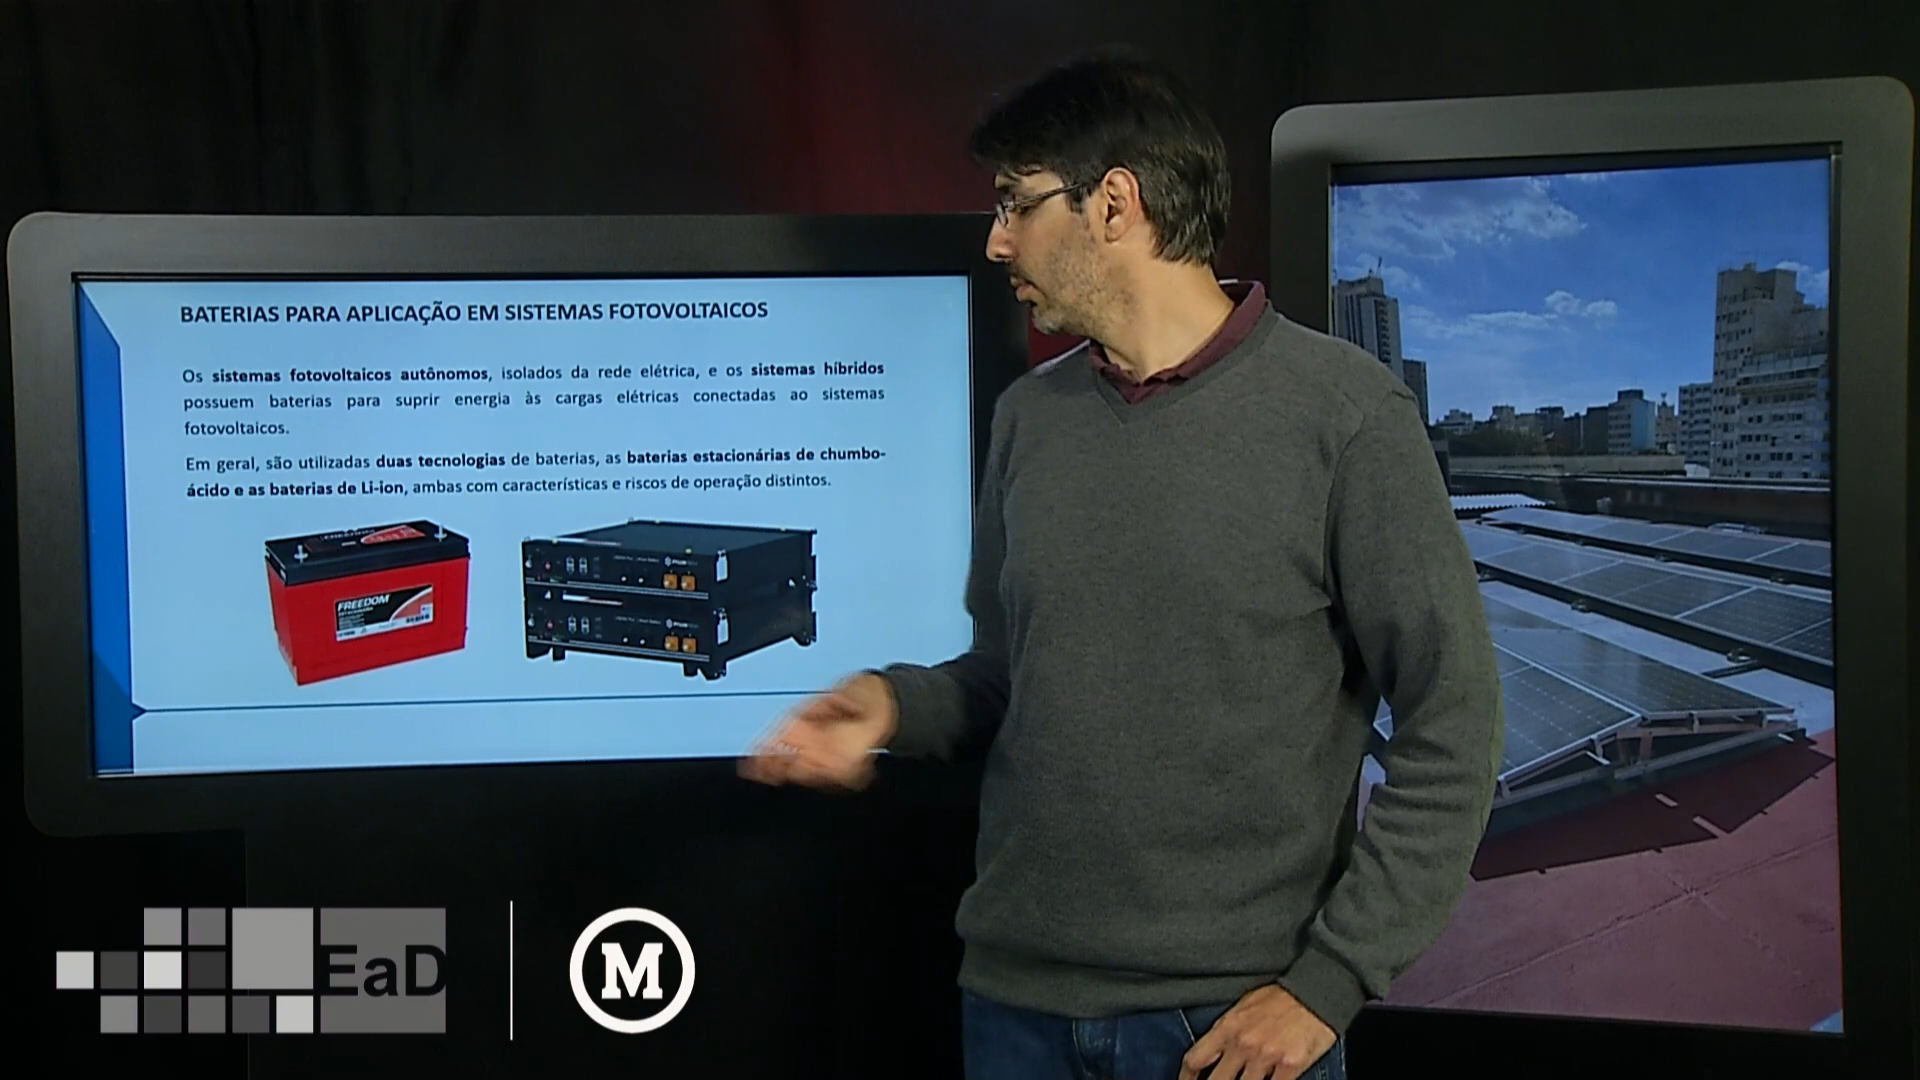 BATERIAS PARA APLICAÇÃO EM SISTEMAS FOTOVOLTAICOS
Os sistemas fotovoltaicos autônomos, isolados da rede elétrica, e os sistemas híbridos
possuem baterias para suprir energia às cargas elétricas conectadas ao sistemas
fotovoltaicos.
Em geral, são utilizadas duas tecnologias de baterias, as baterias estacionárias de chumbo-
ácido e as baterias de Li-ion, ambas com características e riscos de operação distintos.
FREEDOM
EaD
M